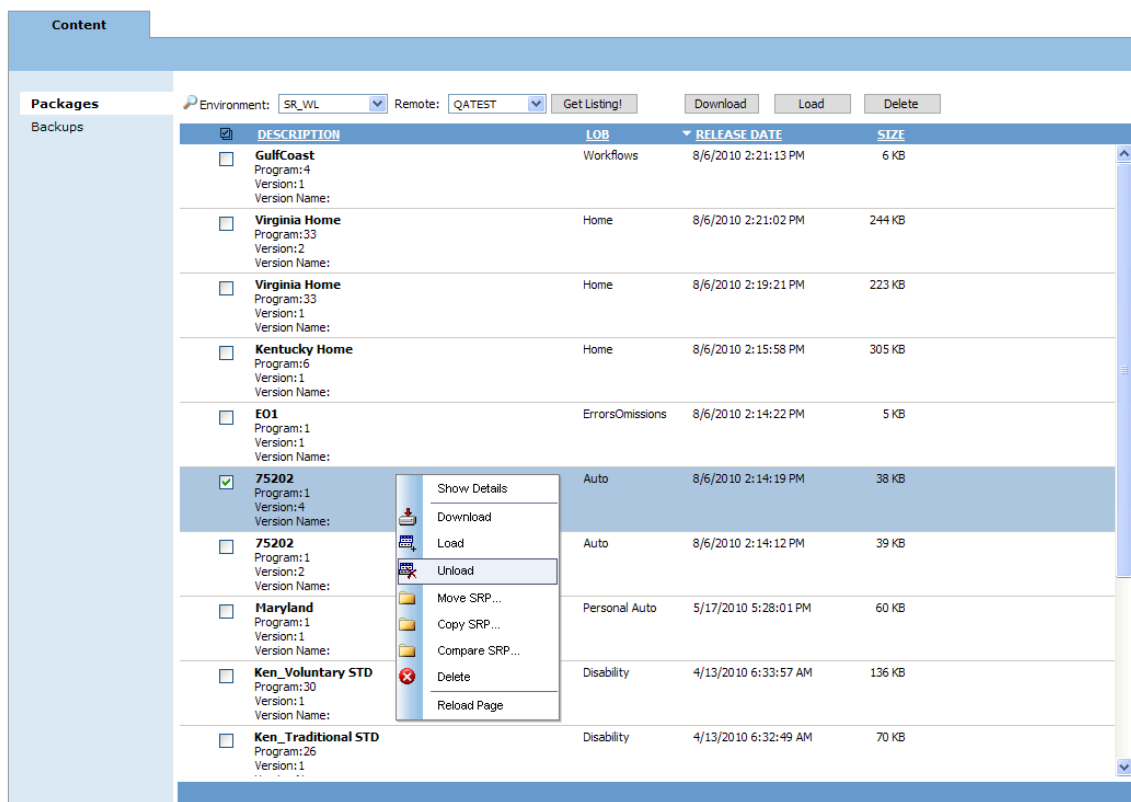 Content
Packages
Backups
Environment: SR_WL Remote: QATEST Get Listing! Download Load Delete
DESCRIPTION LOB RELEASE DATE SIZE
GulfCoast Workflows 8/6/2010 2:21:13 PM 6 KB
Program:4
Version:1
Version Name:
Virginia Home Home 8/6/2010 2:21:02 PM 244 KB
Program:33
Version:2
Version Name:
Virginia Home Home 8/6/2010 2:19:21 PM 223 KB
Program:33
Version:1
Version Name:
Kentucky Home Home 8/6/2010 2:15:58 PM 305 KB
Program:6
Version:1
Version Name:
EO1 ErrorsOmissions 8/6/2010 2:14:22 PM 5 KB
Program:1
Version:1
Version Name:
75202 Auto 8/6/2010 2:14:19 PM 38 KB
Program:1
Version:4
Version Name:
75202 Auto 8/6/2010 2:14:12 PM 39 KB
Program:1
Version:2
Version Name:
Maryland Personal Auto 5/17/2010 5:28:01 PM 60 KB
Program:1
Version:1
Version Name:
Ken_Voluntary STD Disability 4/13/2010 6:33:57 AM 136 KB
Program:30
Version:1
Version Name:
Ken_Traditional STD Disability 4/13/2010 6:32:49 AM 70 KB
Program:26
Version:1
Show Details
Download
Load
Unload
Move SRP...
Copy SRP...
Compare SRP...
Delete
Reload Page